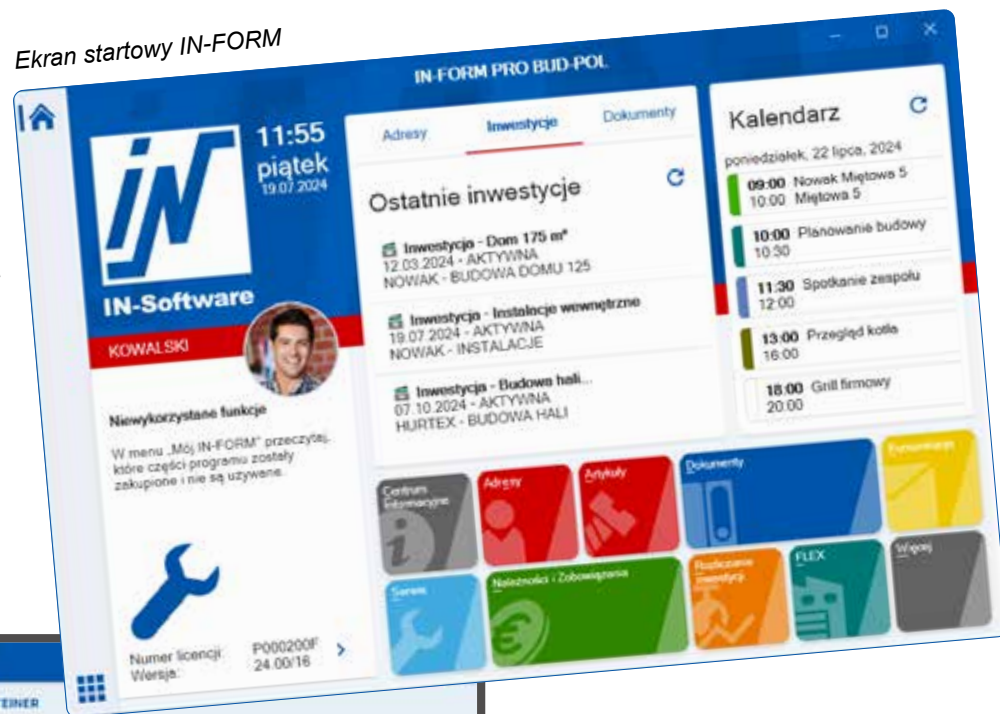 Ekran startowy IN-FORM
IN-FORM PRO BUD-POL
iN
IN-Software
11:55
piątek
19.07.2024
KOWALSKI
Niewykorzystane funkcje
W menu „Mój IN-FORM" przeczytaj,
które części programu zostały
zakupione i nie są używane.
Numer licencji: P000200F
Wersja: 24.00/16
Adresy Inwestycje Dokumenty
Ostatnie inwestycje
Inwestycja - Dom 175 m²
12.03.2024 - AKTYWNA
NOWAK - BUDOWA DOMU 125
Inwestycja - Instalacje wewnętrzne
19.07.2024 - AKTYWNA
NOWAK - INSTALACJE
Inwestycja - Budowa hali...
07.10.2024 - AKTYWNA
HURTEX - BUDOWA HALI
Kalendarz
poniedziałek, 22 lipca, 2024
09:00 Nowak Miętowa 5
10:00 Miętowa 5
10:00 Planowanie budowy
10:30
11:30 Spotkanie zespołu
12:00
13:00 Przegląd kotła
16:00
18:00 Grill firmowy
20:00
Centrum
Informacyjne
Adresy
Artykuły
Dokumenty
Serwis
Należności i Zobowiązania
Rozliczanie
Inwestycji
FLEX
Więcej
TEINER